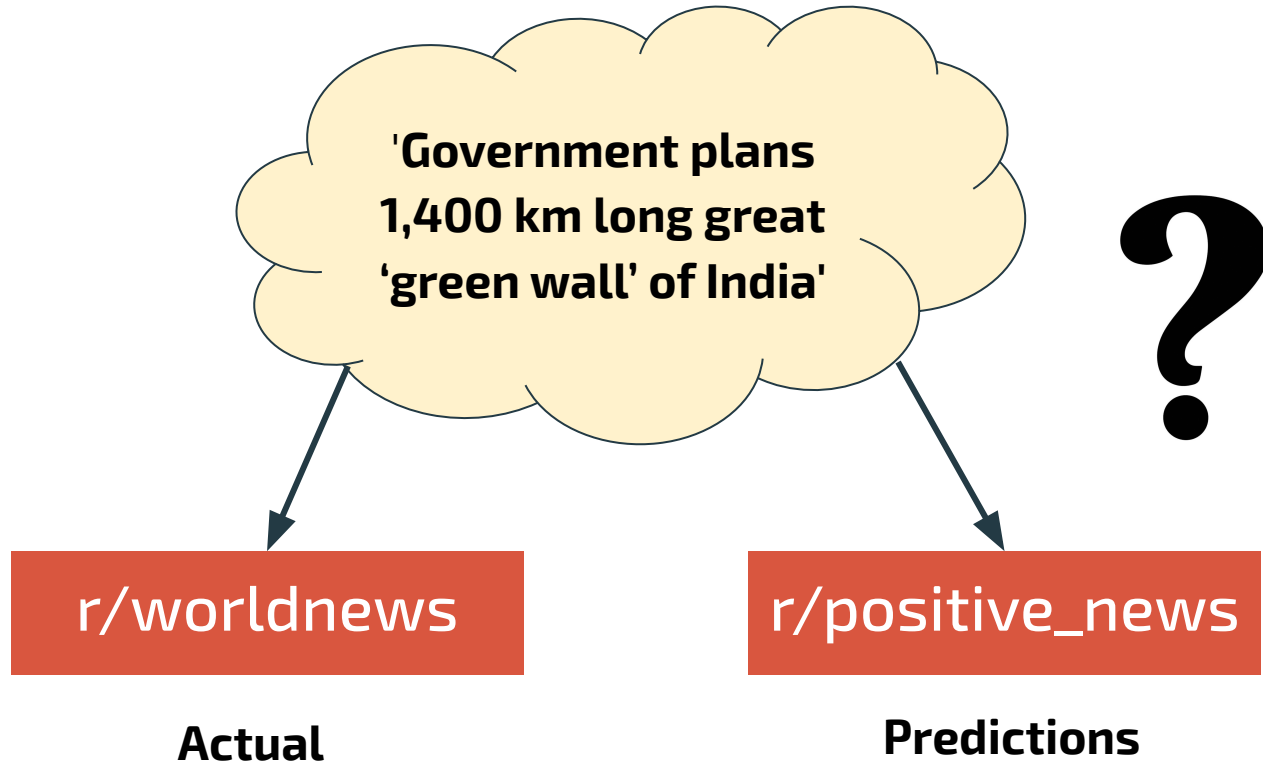 'Government plans
1,400 km long great
‘green wall’ of India'
?
r/worldnews
r/positive_news
Actual
Predictions